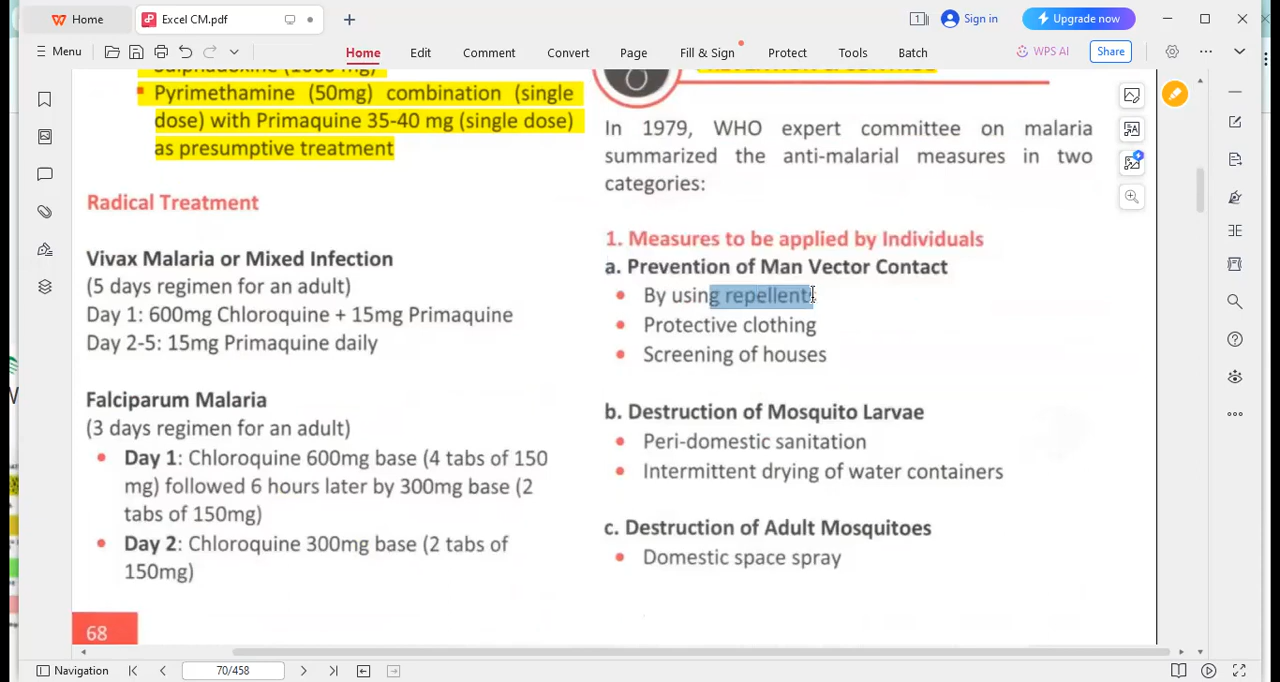 Home
Excel CM.pdf
Sign in
Upgrade now
Menu
Home
Edit
Comment
Convert
Page
Fill & Sign
Protect
Tools
Batch
WPS AI
Share
Pyrimethamine (50mg) combination (single
dose) with Primaquine 35-40 mg (single dose)
as presumptive treatment
Radical Treatment
Vivax Malaria or Mixed Infection
(5 days regimen for an adult)
Day 1: 600mg Chloroquine + 15mg Primaquine
Day 2-5: 15mg Primaquine daily
Falciparum Malaria
(3 days regimen for an adult)
Day 1: Chloroquine 600mg base (4 tabs of 150
mg) followed 6 hours later by 300mg base (2
tabs of 150mg)
Day 2: Chloroquine 300mg base (2 tabs of
150mg)
68
In 1979, WHO expert committee on malaria
summarized the anti-malarial measures in two
categories:
1. Measures to be applied by Individuals
a. Prevention of Man Vector Contact
By using repellents
Protective clothing
Screening of houses
b. Destruction of Mosquito Larvae
Peri-domestic sanitation
Intermittent drying of water containers
c. Destruction of Adult Mosquitoes
Domestic space spray
Navigation
70/458